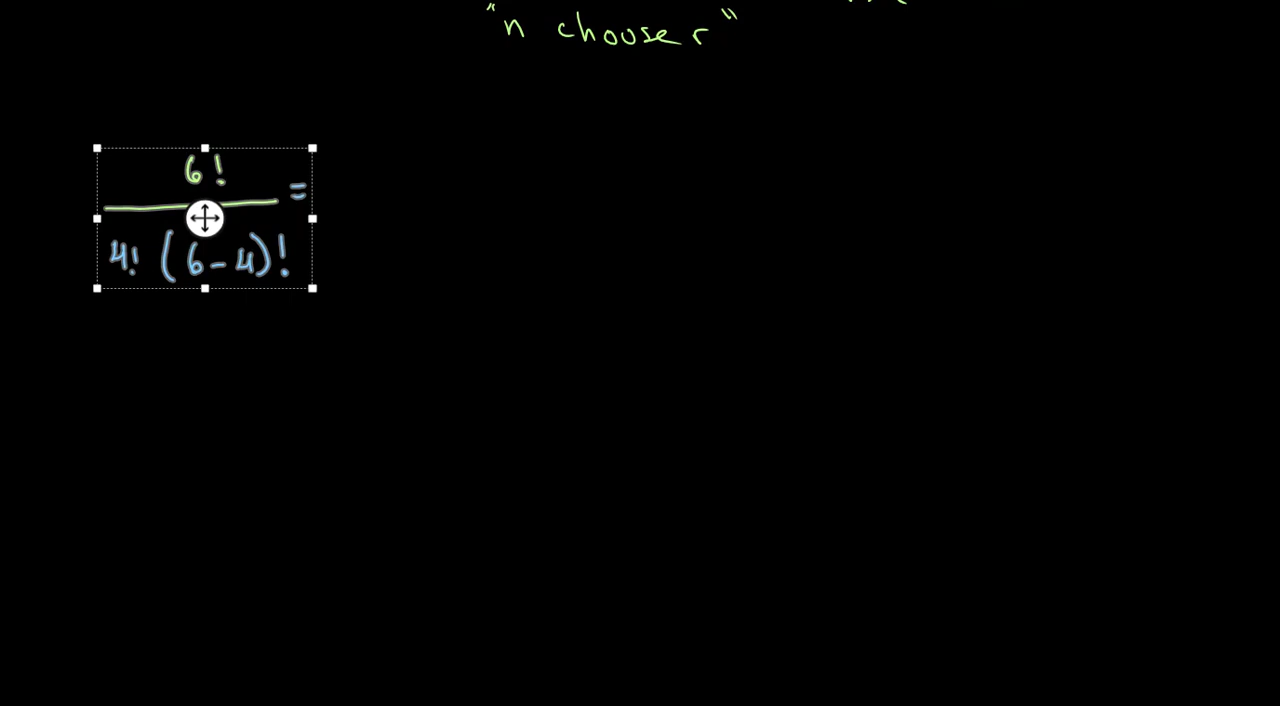 "n choose r"
6!
=
4! (6-4)!